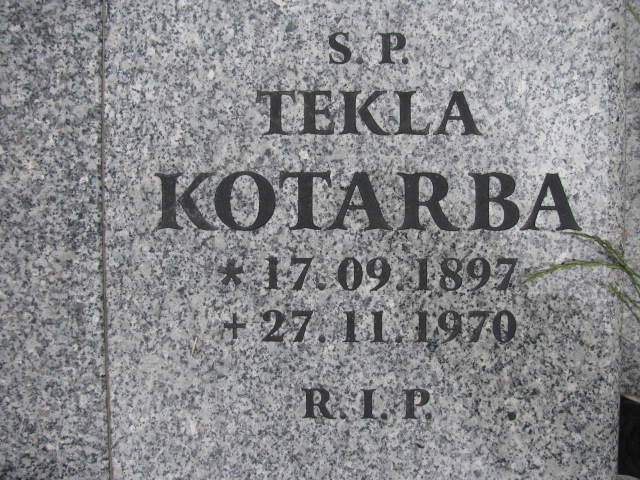 Ś. P.
TEKLA
KOTARBA
* 17.09.1897
+ 27.11.1970
R. I. P.